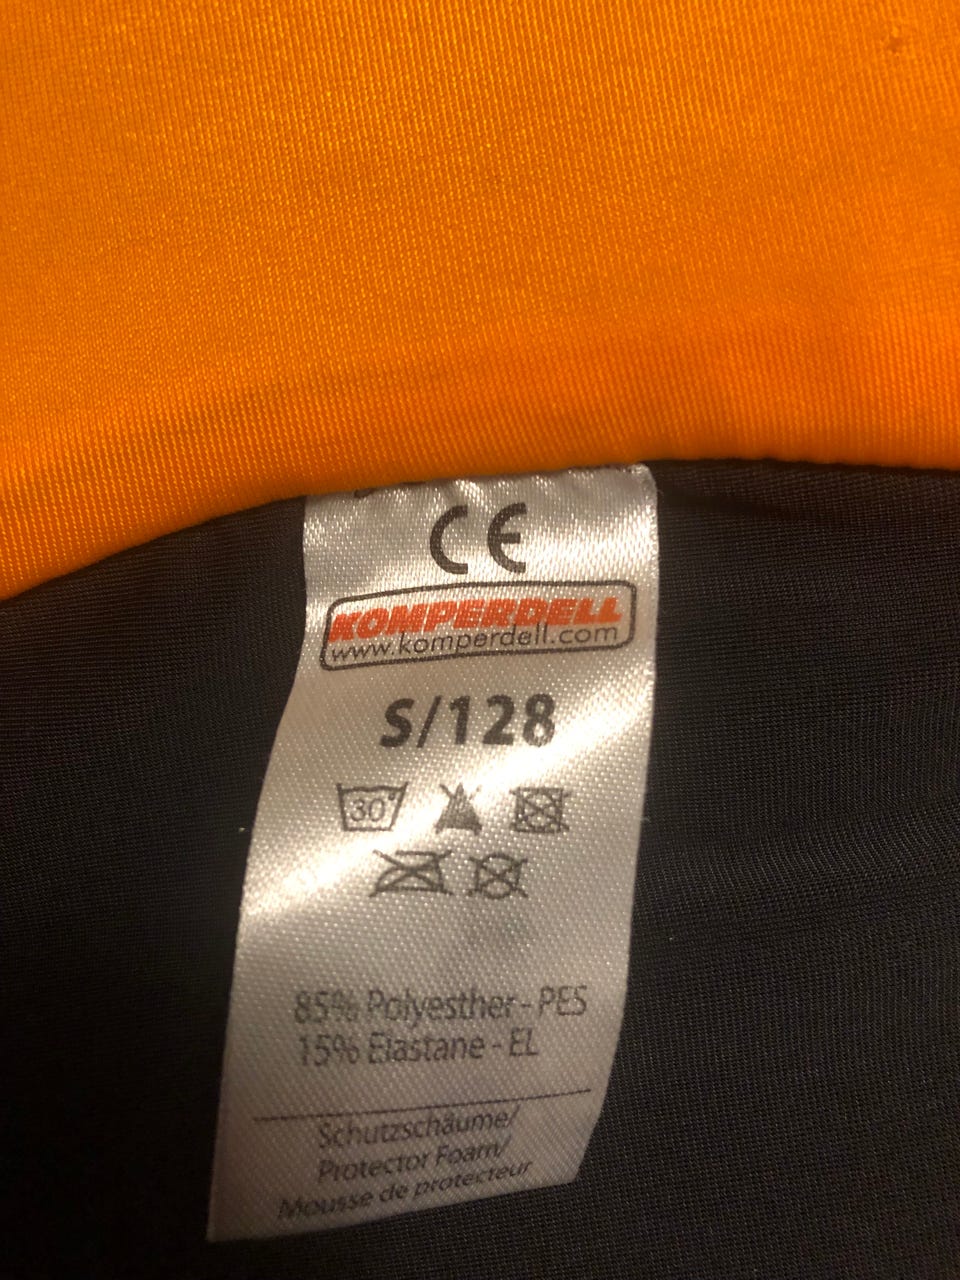 CE
KOMPERDELL
www.komperdell.com
S/128
30°
85% Polyesther - PES
15% Elastane - EL
Schutzschäume/
Protector Foam/
Mousse de protecteur